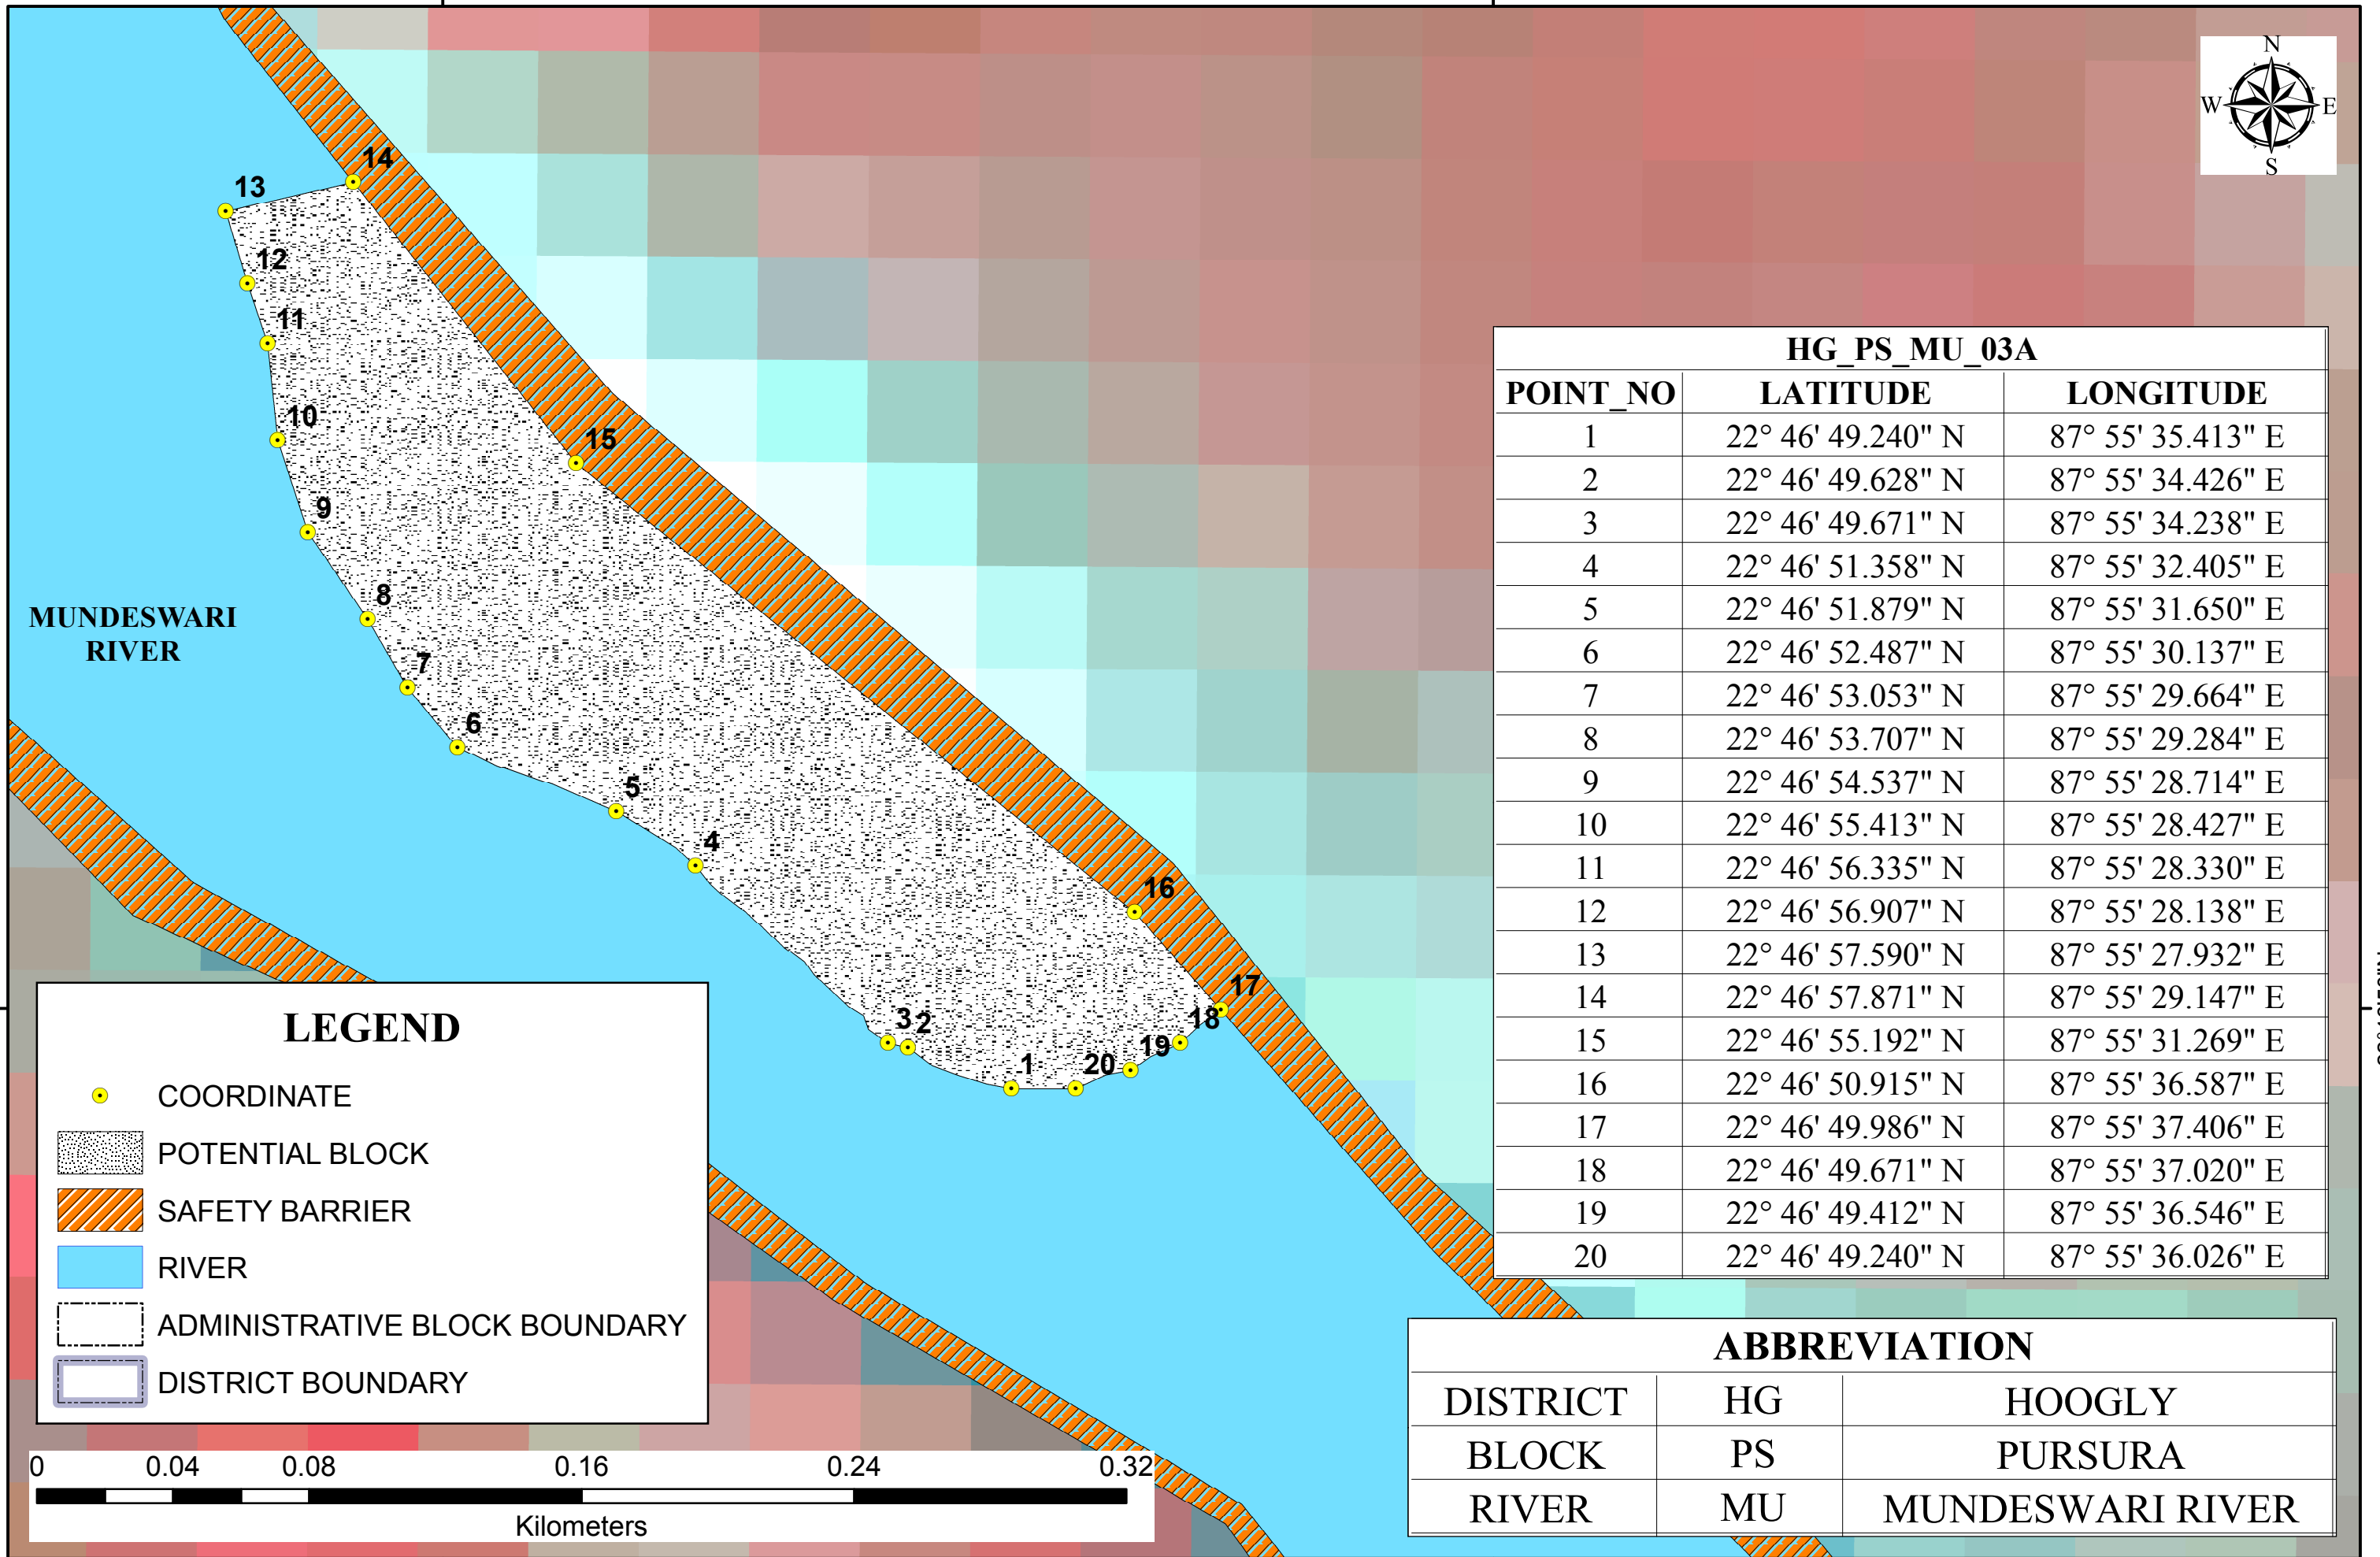 N
W E
S
14
13
12
11
10
15
9
8
7
6
5
4
16
17
3 2
18
19
1
20
MUNDESWARI
RIVER
HG_PS_MU_03A
POINT_NO LATITUDE LONGITUDE
1 22° 46' 49.240" N 87° 55' 35.413" E
2 22° 46' 49.628" N 87° 55' 34.426" E
3 22° 46' 49.671" N 87° 55' 34.238" E
4 22° 46' 51.358" N 87° 55' 32.405" E
5 22° 46' 51.879" N 87° 55' 31.650" E
6 22° 46' 52.487" N 87° 55' 30.137" E
7 22° 46' 53.053" N 87° 55' 29.664" E
8 22° 46' 53.707" N 87° 55' 29.284" E
9 22° 46' 54.537" N 87° 55' 28.714" E
10 22° 46' 55.413" N 87° 55' 28.427" E
11 22° 46' 56.335" N 87° 55' 28.330" E
12 22° 46' 56.907" N 87° 55' 28.138" E
13 22° 46' 57.590" N 87° 55' 27.932" E
14 22° 46' 57.871" N 87° 55' 29.147" E
15 22° 46' 55.192" N 87° 55' 31.269" E
16 22° 46' 50.915" N 87° 55' 36.587" E
17 22° 46' 49.986" N 87° 55' 37.406" E
18 22° 46' 49.671" N 87° 55' 37.020" E
19 22° 46' 49.412" N 87° 55' 36.546" E
20 22° 46' 49.240" N 87° 55' 36.026" E
LEGEND
COORDINATE
POTENTIAL BLOCK
SAFETY BARRIER
RIVER
ADMINISTRATIVE BLOCK BOUNDARY
DISTRICT BOUNDARY
0 0.04 0.08 0.16 0.24 0.32
Kilometers
ABBREVIATION
DISTRICT HG HOOGLY
BLOCK PS PURSURA
RIVER MU MUNDESWARI RIVER